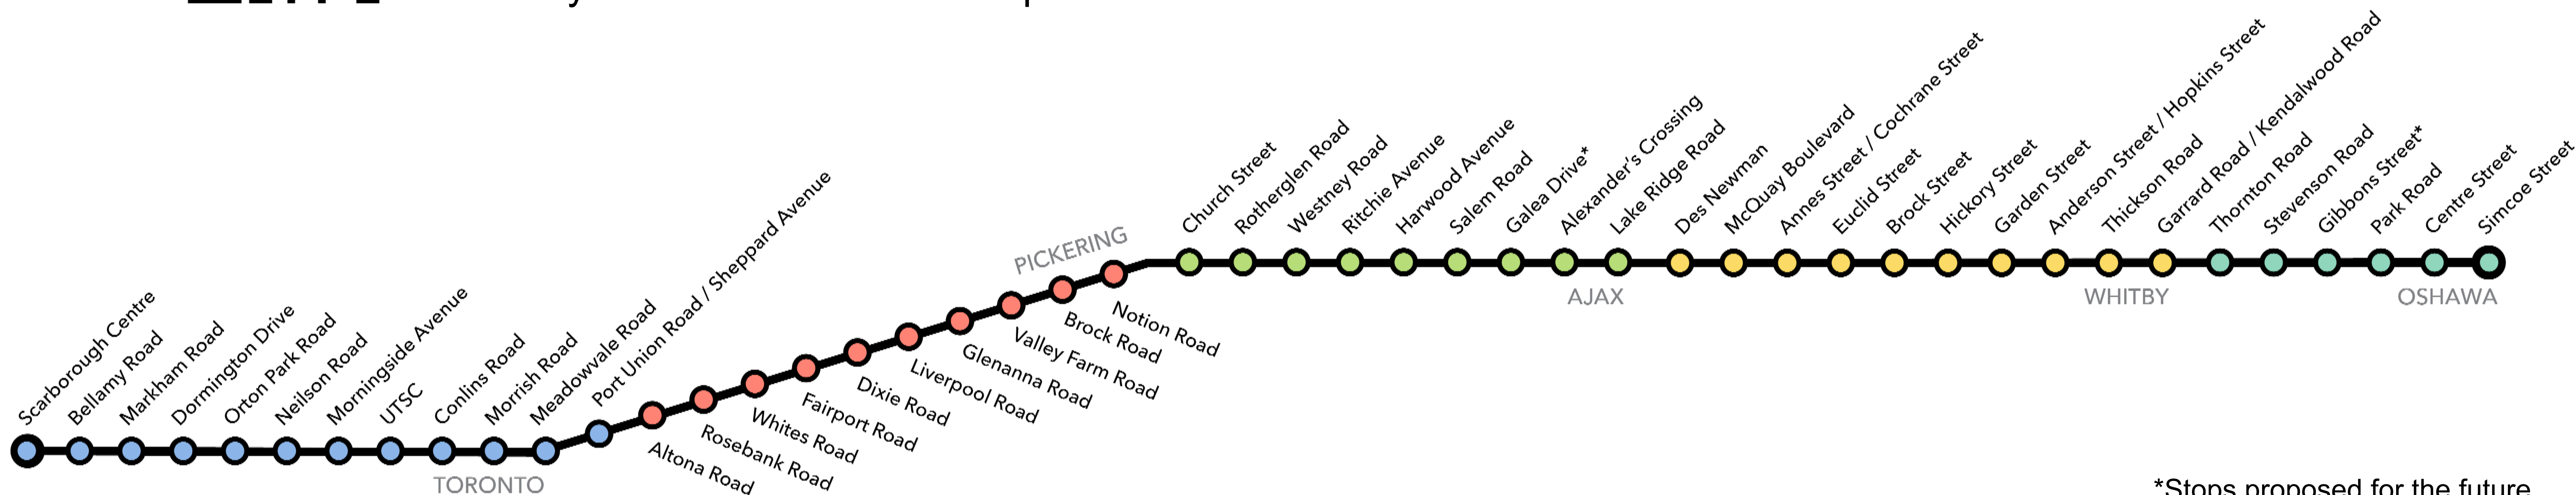 Scarborough Centre
Bellamy Road
Markham Road
Dormington Drive
Orton Park Road
Neilson Road
Morningside Avenue
UTSC
Conlins Road
Morrish Road
Meadowvale Road
Port Union Road / Sheppard Avenue
TORONTO
Altona Road
Rosebank Road
Whites Road
Fairport Road
Dixie Road
Liverpool Road
Glenanna Road
Valley Farm Road
Brock Road
Notion Road
PICKERING
Church Street
Rotherglen Road
Westney Road
Ritchie Avenue
Harwood Avenue
Salem Road
Galea Drive*
Alexander's Crossing
Lake Ridge Road
AJAX
Des Newman
McQuay Boulevard
Annes Street / Cochrane Street
Euclid Street
Brock Street
Hickory Street
Garden Street
Anderson Street / Hopkins Street
Thickson Road
Garrard Road / Kendalwood Road
WHITBY
Thornton Road
Stevenson Road
Gibbons Street*
Park Road
Centre Street
Simcoe Street
OSHAWA
*Stops proposed for the future